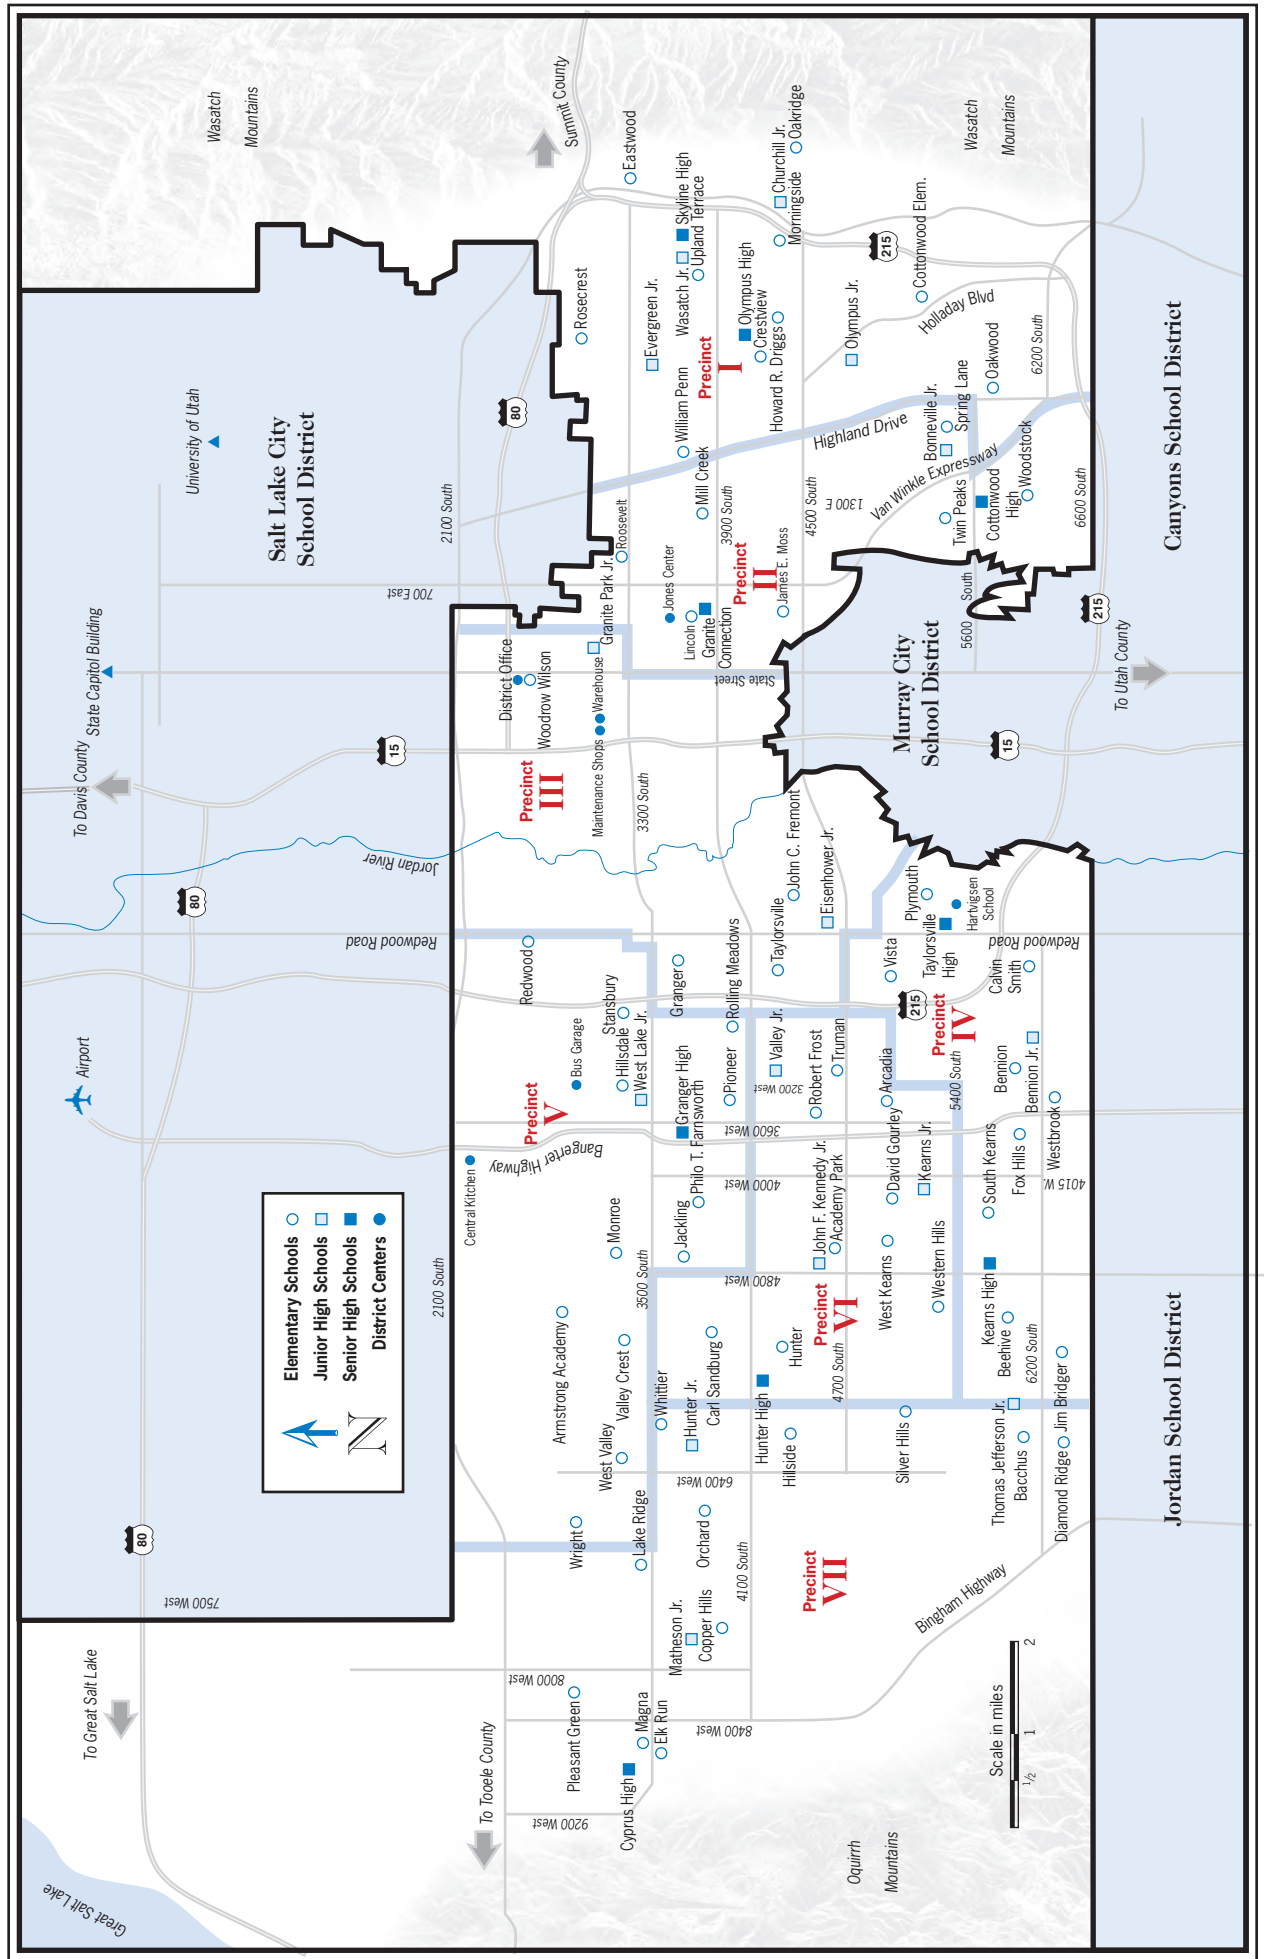 Great Salt Lake
To Great Salt Lake
80
7500 West
Airport
80
To Davis County
State Capitol Building
University of Utah
Wasatch
Mountains
Salt Lake City
School District
15
Jordan River
Redwood Road
700 East
2100 South
80
Summit County
N
Elementary Schools
Junior High Schools
Senior High Schools
District Centers
2100 South
Central Kitchen
Bangerter Highway
To Tooele County
9200 West
8000 West
8400 West
Pleasant Green
Cyprus High
Magna
Elk Run
Matheson Jr.
Copper Hills
Wright
Lake Ridge
Orchard
4100 South
6400 West
Armstrong Academy
West Valley
Valley Crest
Whittier
Hunter Jr.
Carl Sandburg
Monroe
3500 South
Jackling
Philo T. Farnsworth
Granger High
4800 West
4000 West
3600 West
3200 West
Precinct
V
Bus Garage
Hillsdale
Stansbury
West Lake Jr.
Redwood
Granger
Rolling Meadows
Pioneer
Valley Jr.
Precinct
III
District Office
Woodrow Wilson
Maintenance Shops
Warehouse
3300 South
State Street
Granite Park Jr.
Roosevelt
Jones Center
Lincoln
Granite
Connection
Precinct
II
James E. Moss
Mill Creek
William Penn
3900 South
4500 South
1300 E
Rosecrest
Evergreen Jr.
Eastwood
Wasatch Jr.
Skyline High
Upland Terrace
Precinct
I
Olympus High
Crestview
Howard R. Driggs
Churchill Jr.
Oakridge
Morningside
215
Olympus Jr.
Cottonwood Elem.
Holladay Blvd
Highland Drive
Van Winkle Expressway
Bonneville Jr.
Spring Lane
Oakwood
Twin Peaks
Cottonwood
High
Woodstock
6200 South
6600 South
Wasatch
Mountains
Murray City
School District
5600 South
15
215
To Utah County
Taylorsville
John C. Fremont
Eisenhower Jr.
Plymouth
Taylorsville
High
Hartvigsen
School
Redwood Road
Vista
Calvin
Smith
215
Precinct
IV
Truman
Robert Frost
Arcadia
David Gourley
Kearns Jr.
5400 South
Bennion
Bennion Jr.
Westbrook
Fox Hills
South Kearns
4015 W.
John F. Kennedy Jr.
Academy Park
West Kearns
Western Hills
Precinct
VI
4700 South
Hunter
Hunter High
Hillside
Silver Hills
Kearns High
Beehive
6200 South
Thomas Jefferson Jr.
Bacchus
Jim Bridger
Diamond Ridge
Precinct
VII
Bingham Highway
Scale in miles
1/2
1
2
Oquirrh
Mountains
Jordan School District
Canyons School District